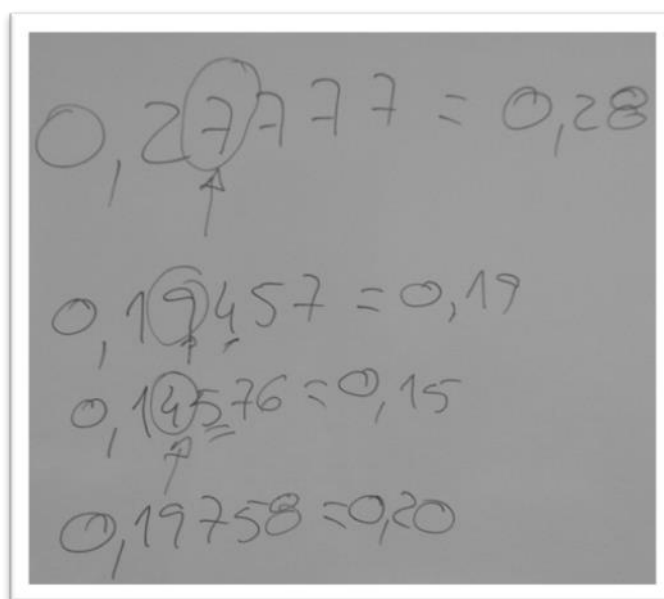 0,27777 = 0,28
0,19457 = 0,19
0,14576 = 0,15
0,19758 = 0,20